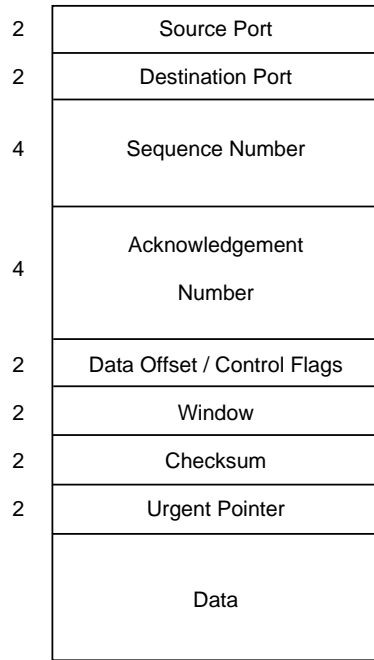 2 Source Port
2 Destination Port
4 Sequence Number
4 Acknowledgement
Number
2 Data Offset / Control Flags
2 Window
2 Checksum
2 Urgent Pointer
Data